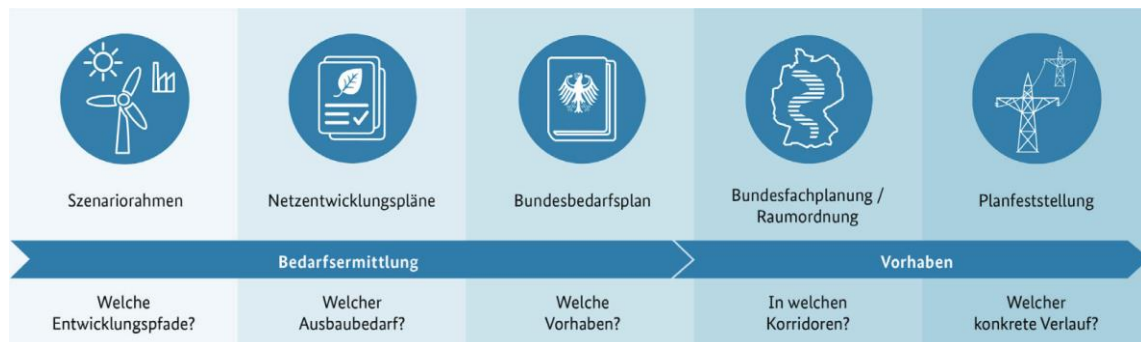 Szenariorahmen
Netzentwicklungspläne
Bundesbedarfsplan
Bundesfachplanung /
Raumordnung
Planfeststellung
Bedarfsermittlung
Vorhaben
Welche
Entwicklungspfade?
Welcher
Ausbaubedarf?
Welche
Vorhaben?
In welchen
Korridoren?
Welcher
konkrete Verlauf?